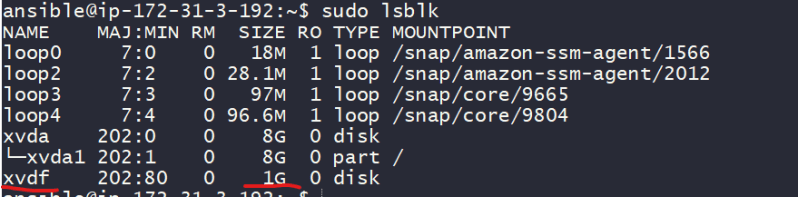 ansible@ip-172-31-3-192:~$ sudo lsblk
NAME    MAJ:MIN RM  SIZE RO TYPE MOUNTPOINT
loop0     7:0    0   18M  1 loop /snap/amazon-ssm-agent/1566
loop2     7:2    0 28.1M  1 loop /snap/amazon-ssm-agent/2012
loop3     7:3    0   97M  1 loop /snap/core/9665
loop4     7:4    0 96.6M  1 loop /snap/core/9804
xvda    202:0    0    8G  0 disk
└─xvda1 202:1    0    8G  0 part /
xvdf    202:80   0    1G  0 disk
ansible@ip-172-31-3-192:~$